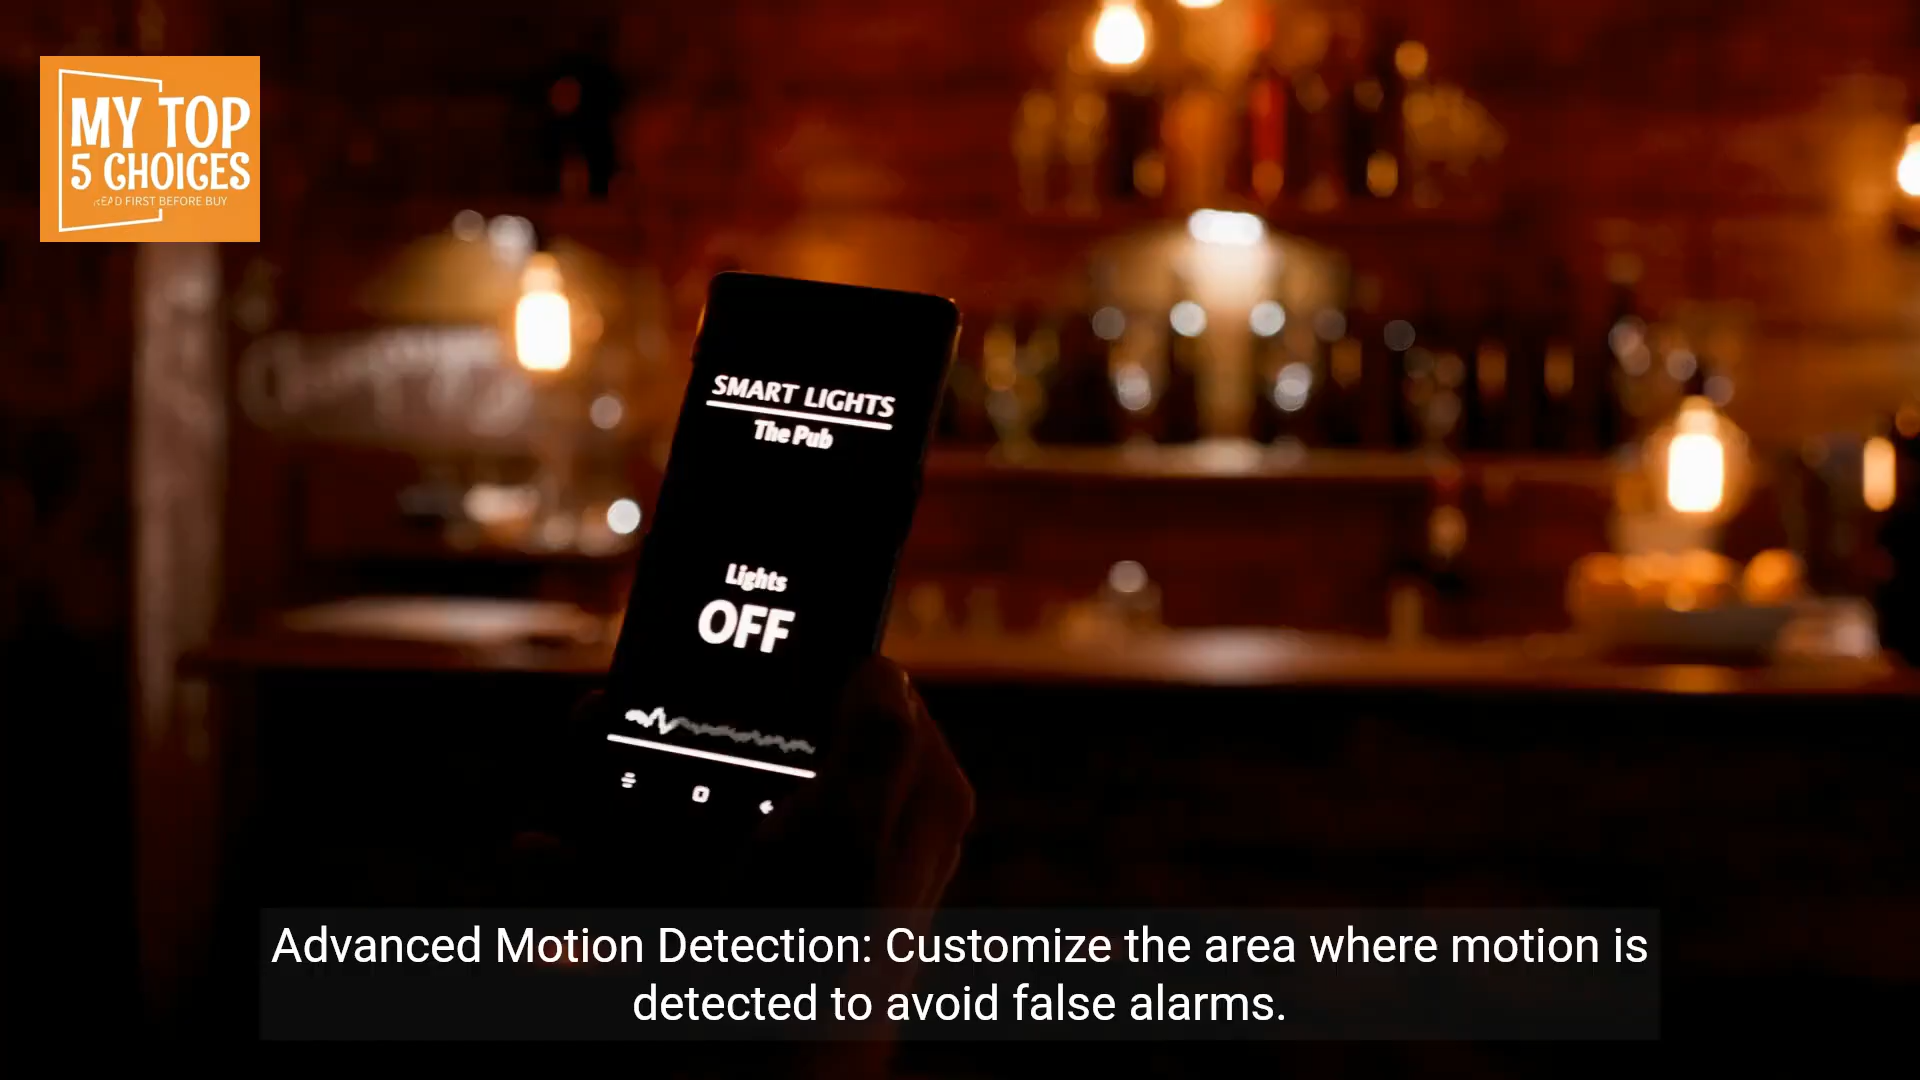 MY TOP
5 CHOICES
READ FIRST BEFORE BUY
SMART LIGHTS
The Pub
Lights
OFF
Advanced Motion Detection: Customize the area where motion is
detected to avoid false alarms.